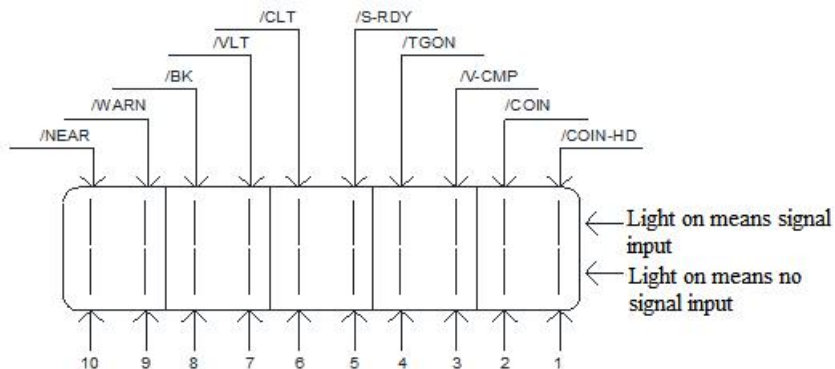 /CLT
/S-RDY
/VLT
/TGON
/BK
/V-CMP
/WARN
/COIN
/NEAR
/COIN-HD
Light on means signal
input
Light on means no
signal input
10 9 8 7 6 5 4 3 2 1